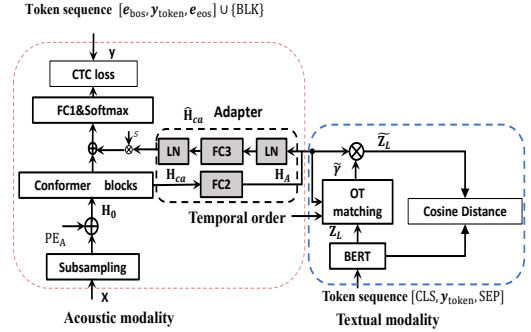 Token sequence [e_bos, y_token, e_eos] ∪ {BLK}
y
CTC loss
FC1&Softmax
s
Ĥ_ca Adapter
LN FC3 LN
Conformer blocks
H_ca FC2 H_A
H_0
PE_A
Subsampling
X
Acoustic modality
Temporal order
Z̃_L
γ̃
OT
matching
Cosine Distance
Z_L
BERT
Token sequence [CLS, y_token, SEP]
Textual modality